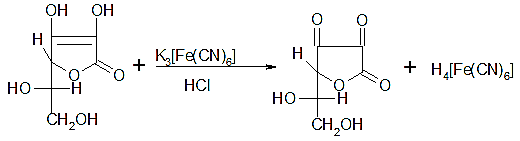 OH OH
H
O O
HO H
CH₂OH
+
K₃[Fe(CN)₆]
HCl
O O
O O
HO H
CH₂OH
+
H₄[Fe(CN)₆]